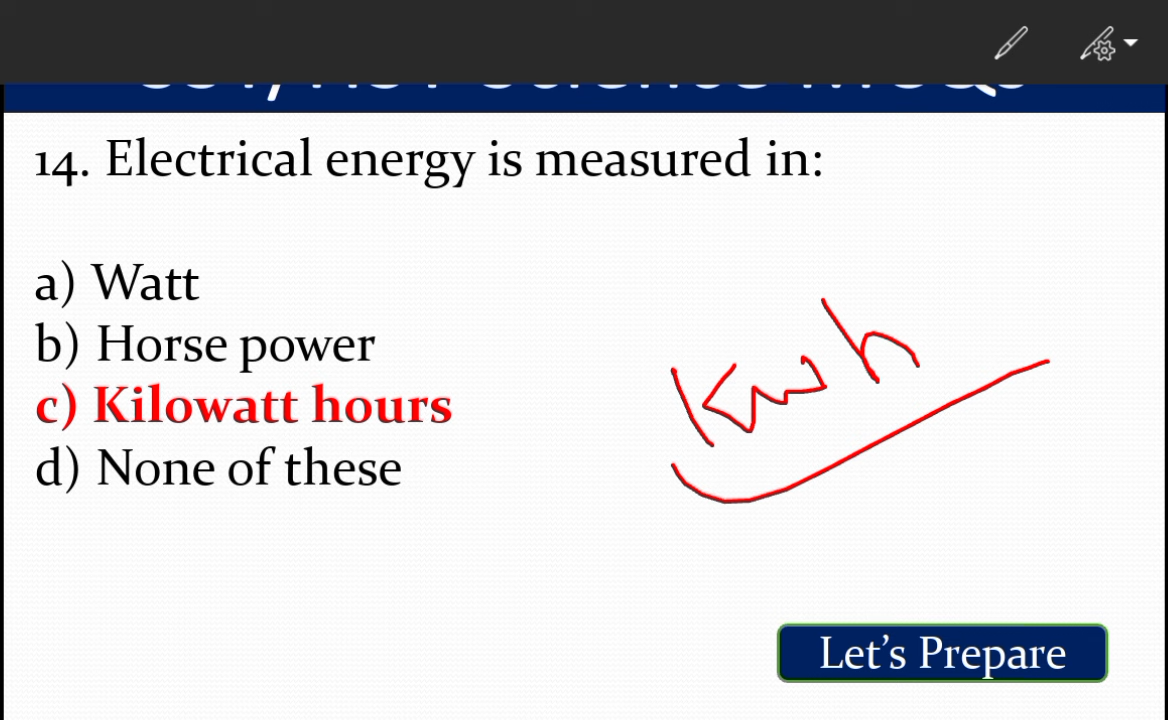 14. Electrical energy is measured in:
a) Watt
b) Horse power
c) Kilowatt hours
d) None of these
Kwh
Let's Prepare